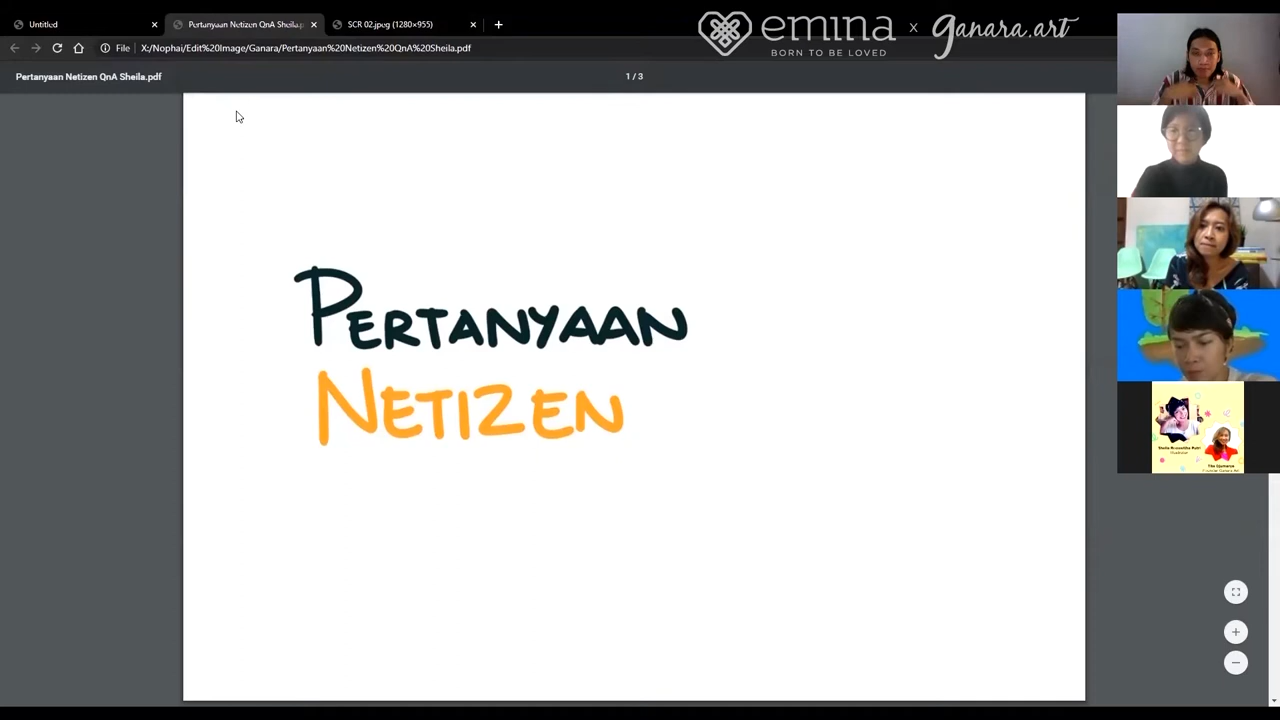 Untitled
Pertanyaan Netizen QnA Sheila.p
SCR 02.jpeg (1280×955)
File
X:/Nophai/Edit%20Image/Ganara/Pertanyaan%20Netizen%20QnA%20Sheila.pdf
emina
BORN TO BE LOVED
x
ganara.art
Pertanyaan Netizen QnA Sheila.pdf
1 / 3
PERTANYAAN
NETIZEN